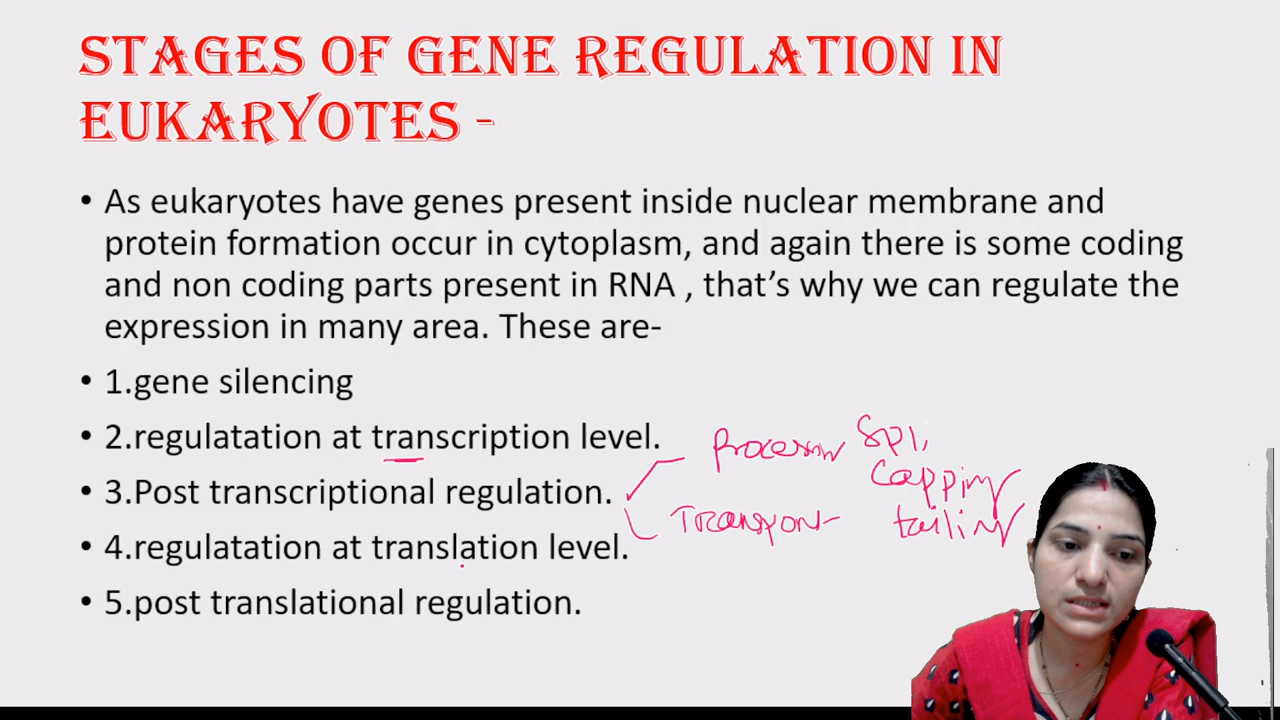 STAGES OF GENE REGULATION IN
EUKARYOTES -
• As eukaryotes have genes present inside nuclear membrane and
protein formation occur in cytoplasm, and again there is some coding
and non coding parts present in RNA , that's why we can regulate the
expression in many area. These are-
• 1.gene silencing
• 2.regulatation at transcription level.
• 3.Post transcriptional regulation.
• 4.regulatation at translation level.
• 5.post translational regulation.
Processing Spl,
Capping
tailing
Transport